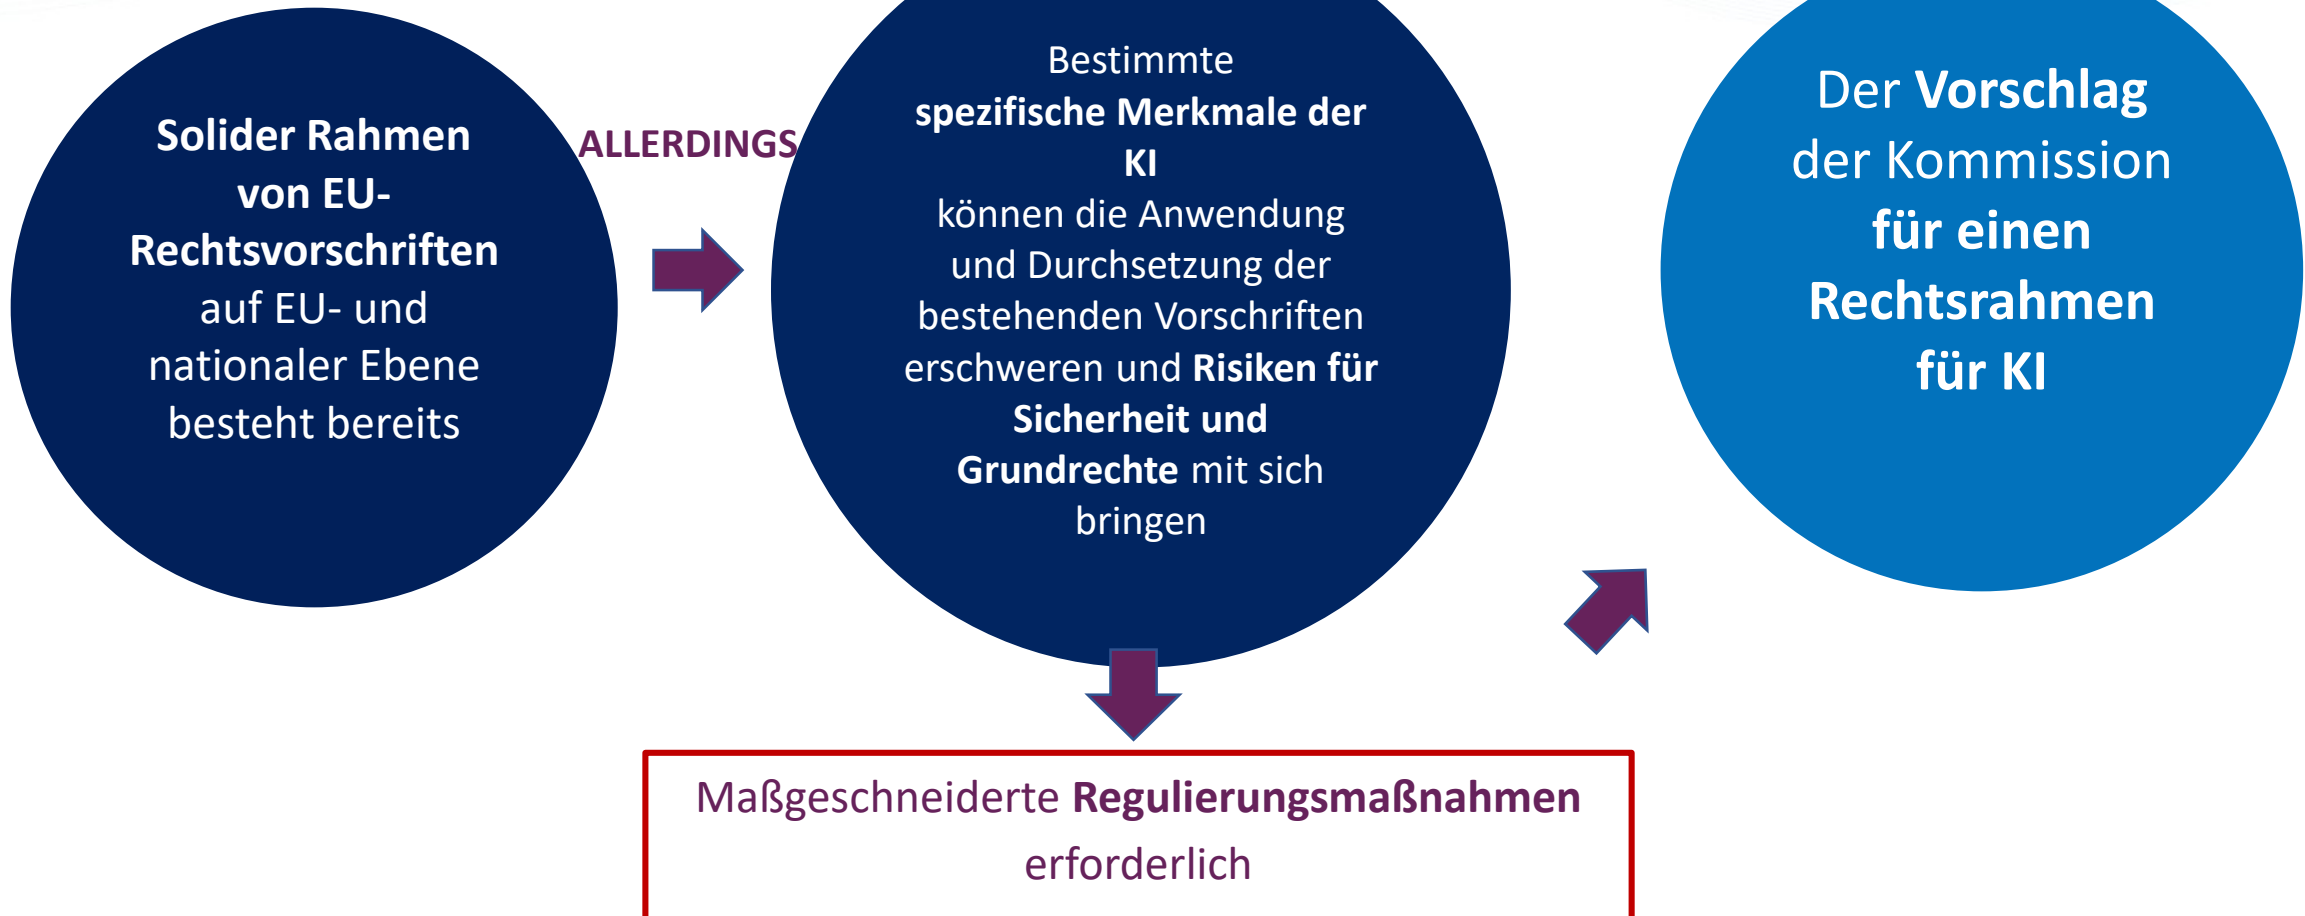 Solider Rahmen
von EU-
Rechtsvorschriften
auf EU- und
nationaler Ebene
besteht bereits
ALLERDINGS
Bestimmte
spezifische Merkmale der
KI
können die Anwendung
und Durchsetzung der
bestehenden Vorschriften
erschweren und Risiken für
Sicherheit und
Grundrechte mit sich
bringen
Der Vorschlag
der Kommission
für einen
Rechtsrahmen
für KI
Maßgeschneiderte Regulierungsmaßnahmen
erforderlich